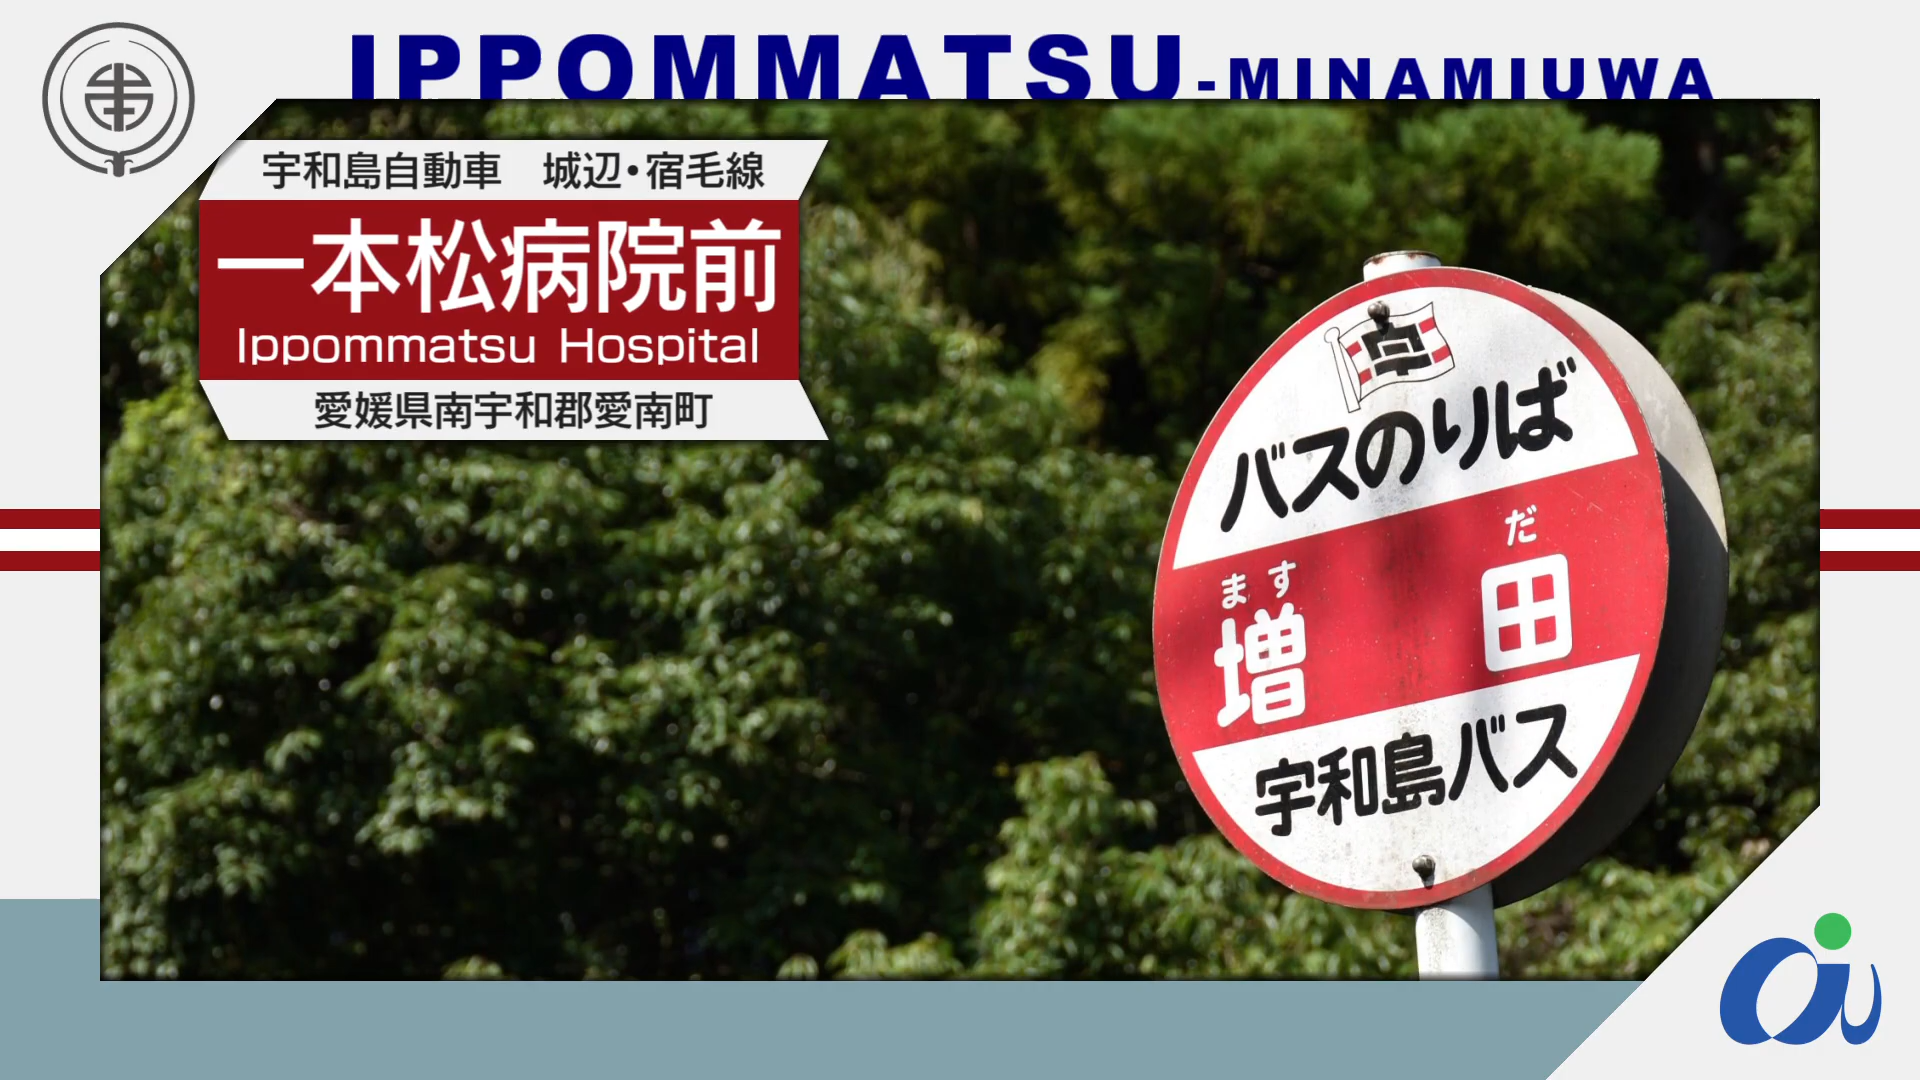 IPPOMMATSU-MINAMIUWA
宇和島自動車　城辺・宿毛線
一本松病院前
Ippommatsu Hospital
愛媛県南宇和郡愛南町
バスのりば
ます だ
増 田
宇和島バス